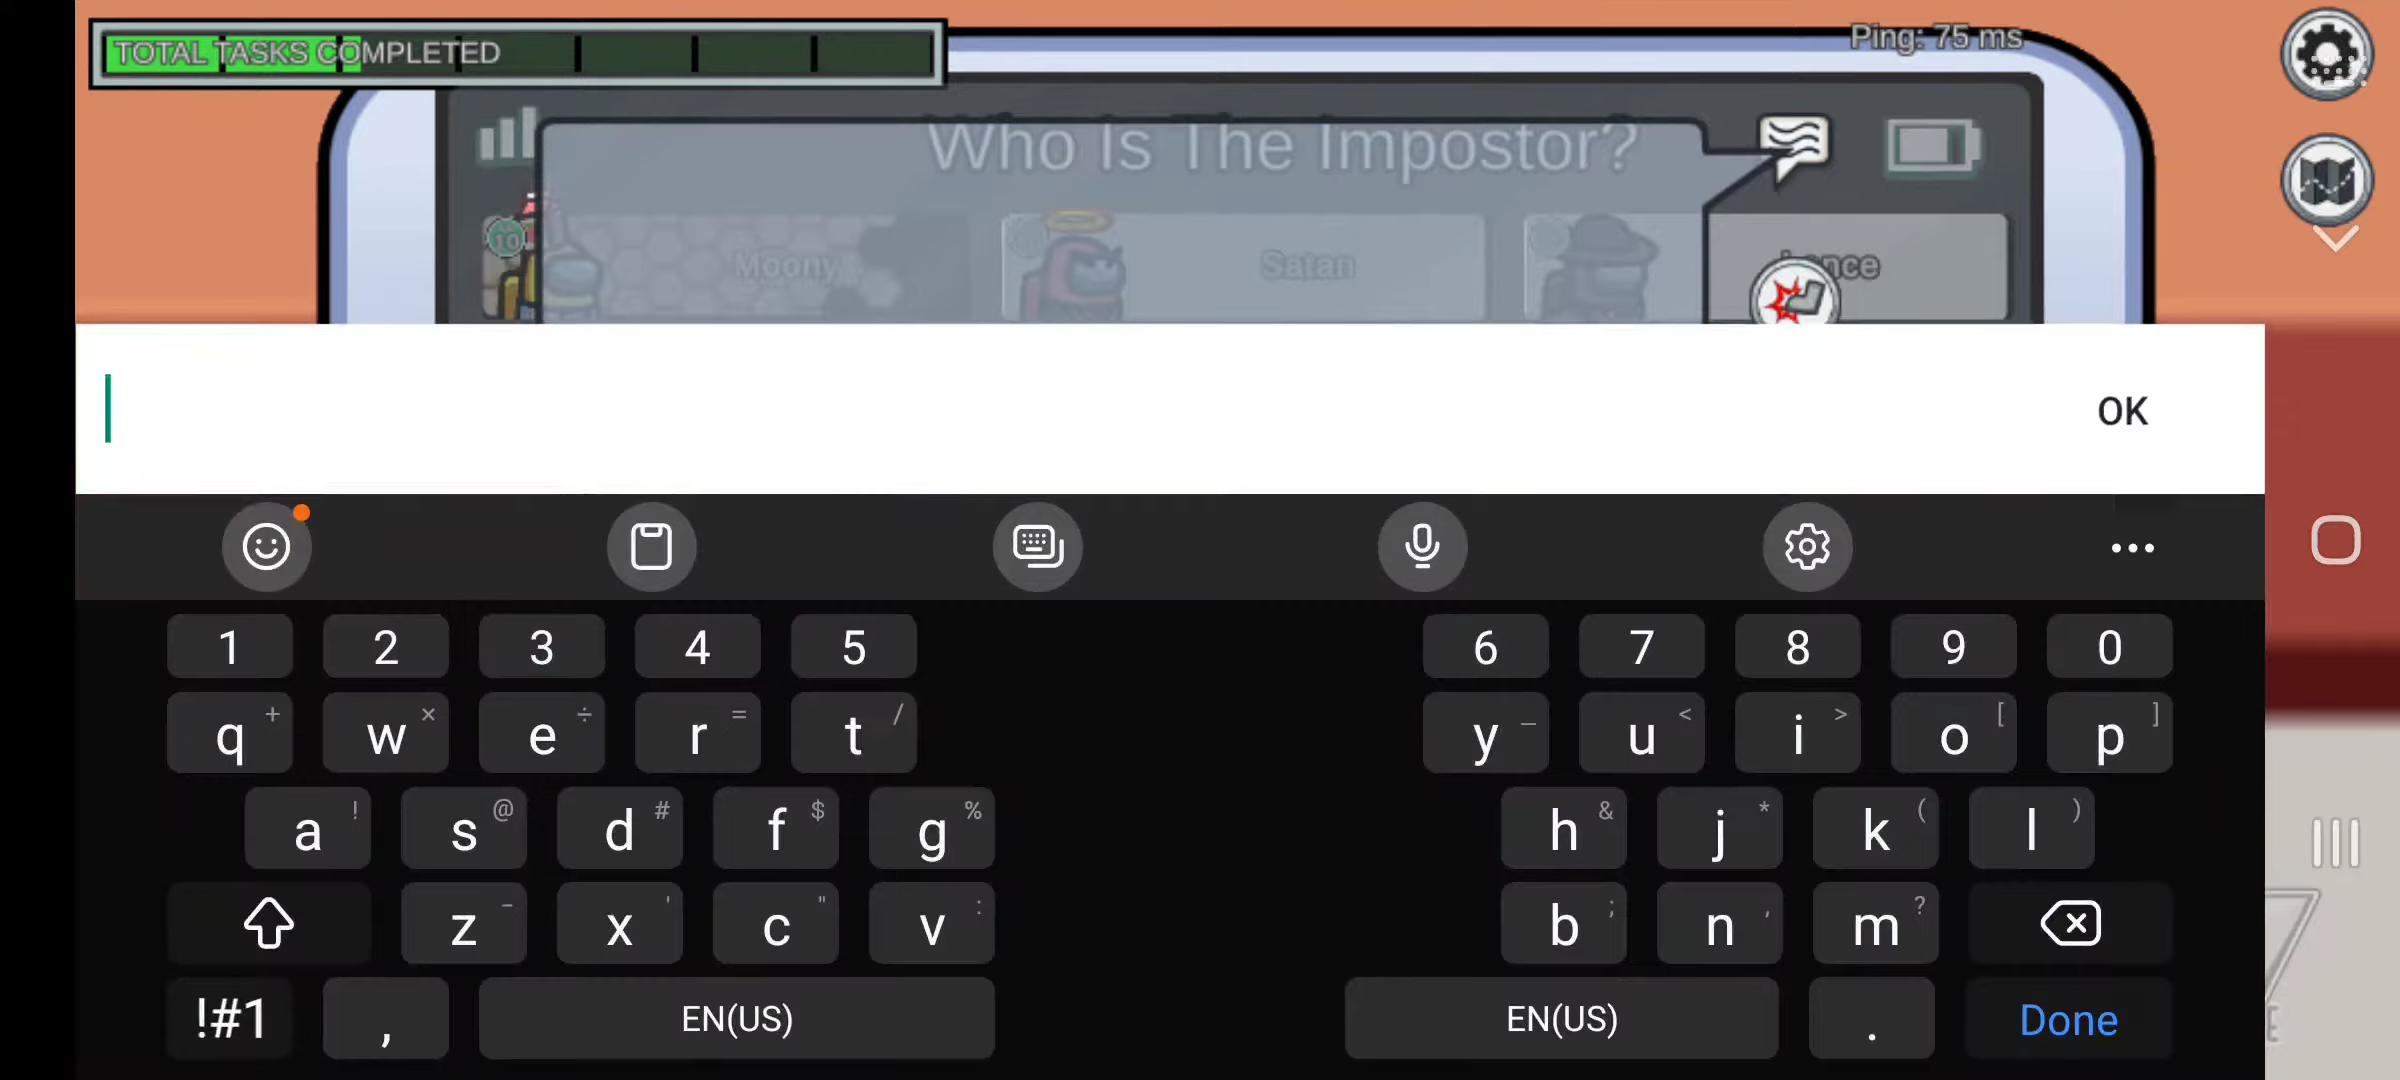 TOTAL TASKS COMPLETED
Ping: 75 ms
Who Is The Impostor?
10
Moony
Satan
OK
1 2 3 4 5 6 7 8 9 0
q + w × e ÷ r = t / y _ u < i > o [ p ]
a ! s @ d # f $ g % h & j * k ( l )
z - x ' c " v : b ; n , m ?
!#1 , EN(US) EN(US) . Done